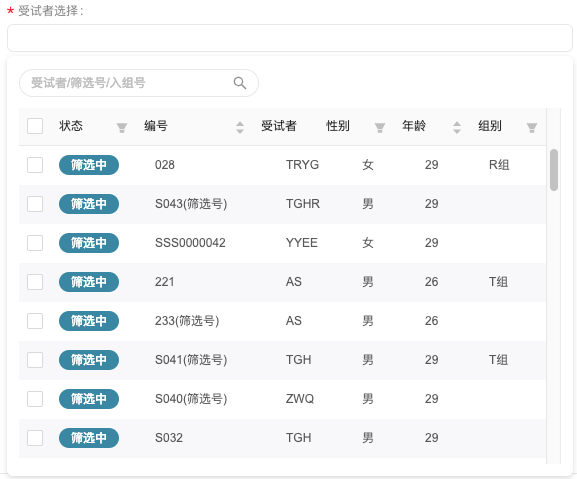 * 受试者选择：
受试者/筛选号/入组号
状态 编号 受试者 性别 年龄 组别
筛选中 028 TRYG 女 29 R组
筛选中 S043(筛选号) TGHR 男 29
筛选中 SSS0000042 YYEE 女 29
筛选中 221 AS 男 26 T组
筛选中 233(筛选号) AS 男 26
筛选中 S041(筛选号) TGH 男 29 T组
筛选中 S040(筛选号) ZWQ 男 29
筛选中 S032 TGH 男 29